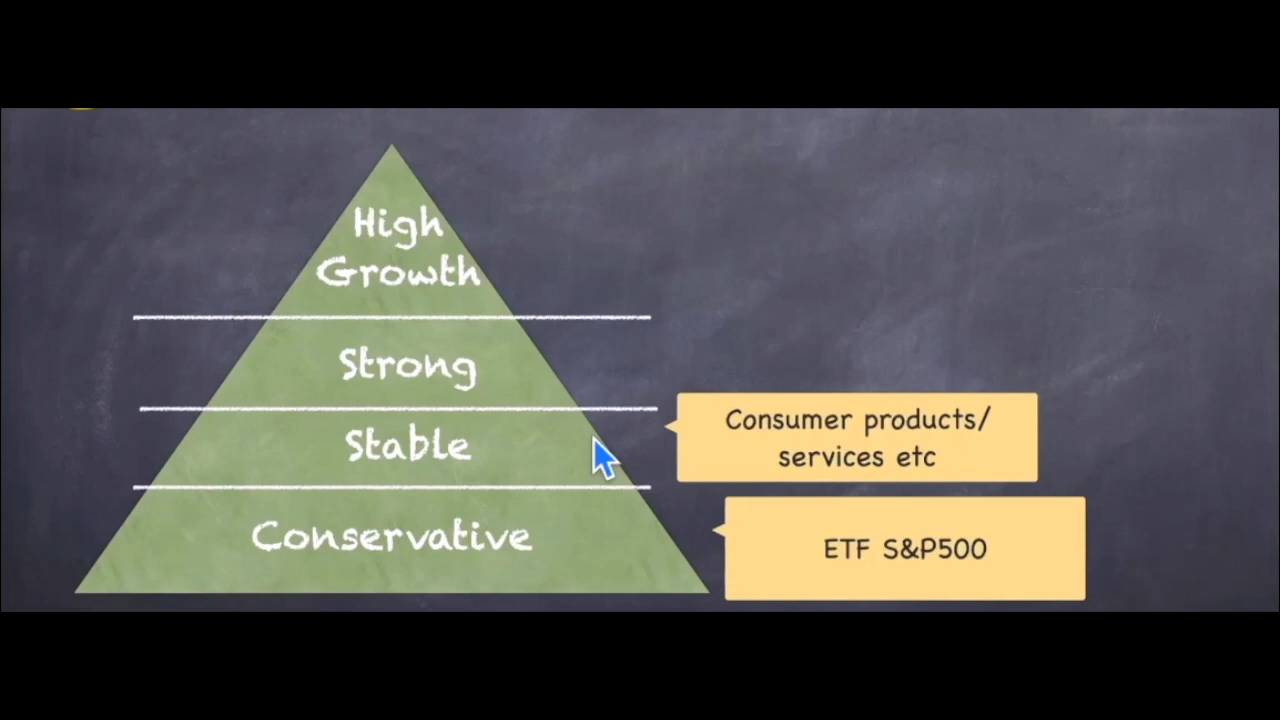 High
Growth
Strong
Stable
Conservative
Consumer products/
services etc
ETF S&P500